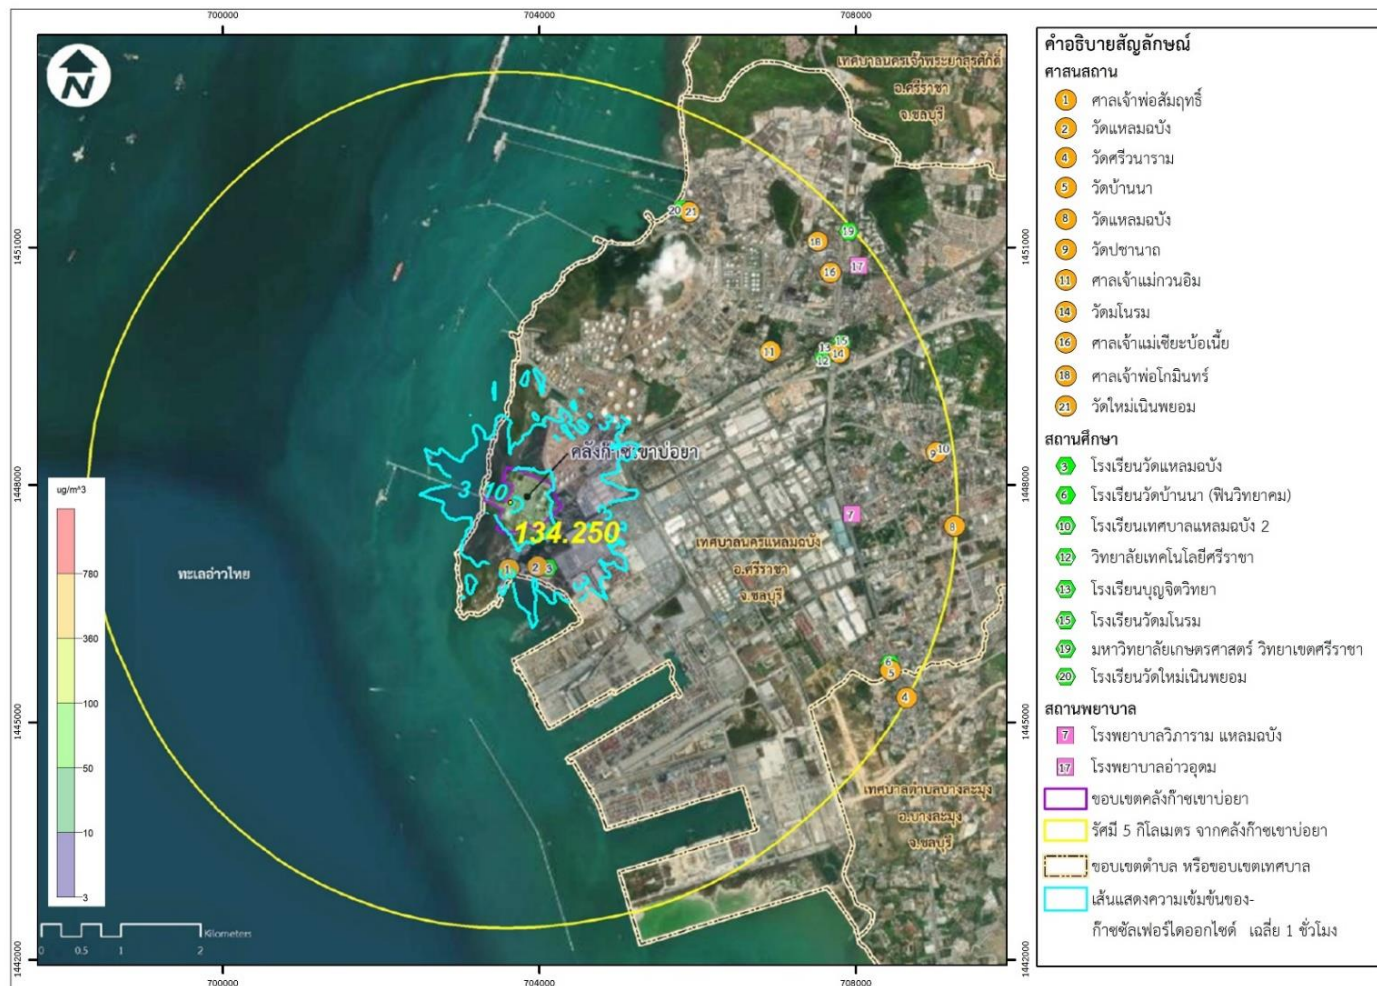 700000
704000
708000
N
เทศบาลนครเจ้าพระยาสุรศักดิ์
อ.ศรีราชา
จ.ชลบุรี
20
21
19
18
17
16
15
13
14
12
11
1451000
1451000
คลังก๊าซเขาบ่อยา
3
10
134.250
9
10
7
8
1448000
1448000
ug/m^3
780
360
100
50
10
3
ทะเลอ่าวไทย
1
2
3
เทศบาลนครแหลมฉบัง
อ.ศรีราชา
จ.ชลบุรี
6
5
4
1445000
1445000
เทศบาลตำบลบางละมุง
อ.บางละมุง
จ.ชลบุรี
Kilometers
0 0.5 1 2
1442000
1442000
700000
704000
708000
คำอธิบายสัญลักษณ์
ศาสนสถาน
1 ศาลเจ้าพ่อสัมฤทธิ์
2 วัดแหลมฉบัง
4 วัดศรีวนาราม
5 วัดบ้านนา
8 วัดแหลมฉบัง
9 วัดปชานาถ
11 ศาลเจ้าแม่กวนอิม
14 วัดมโนรม
16 ศาลเจ้าแม่เซียะบ้อเนี้ย
18 ศาลเจ้าพ่อโกมินทร์
21 วัดใหม่เนินพยอม
สถานศึกษา
3 โรงเรียนวัดแหลมฉบัง
6 โรงเรียนวัดบ้านนา (ฟินวิทยาคม)
10 โรงเรียนเทศบาลแหลมฉบัง 2
12 วิทยาลัยเทคโนโลยีศรีราชา
13 โรงเรียนบุญจิตวิทยา
15 โรงเรียนวัดมโนรม
19 มหาวิทยาลัยเกษตรศาสตร์ วิทยาเขตศรีราชา
20 โรงเรียนวัดใหม่เนินพยอม
สถานพยาบาล
7 โรงพยาบาลวิภาราม แหลมฉบัง
17 โรงพยาบาลอ่าวอุดม
ขอบเขตคลังก๊าซเขาบ่อยา
รัศมี 5 กิโลเมตร จากคลังก๊าซเขาบ่อยา
ขอบเขตตำบล หรือขอบเขตเทศบาล
เส้นแสดงความเข้มข้นของ-
ก๊าซซัลเฟอร์ไดออกไซด์ เฉลี่ย 1 ชั่วโมง